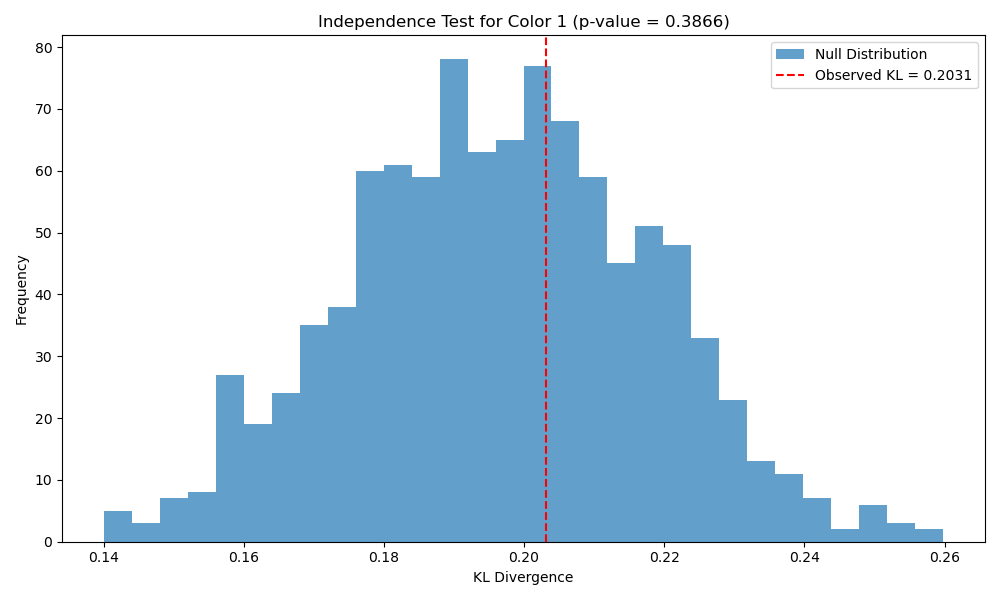 Independence Test for Color 1 (p-value = 0.3866)
Null Distribution
Observed KL = 0.2031
80
70
60
50
40
30
20
10
0
Frequency
0.14 0.16 0.18 0.20 0.22 0.24 0.26
KL Divergence